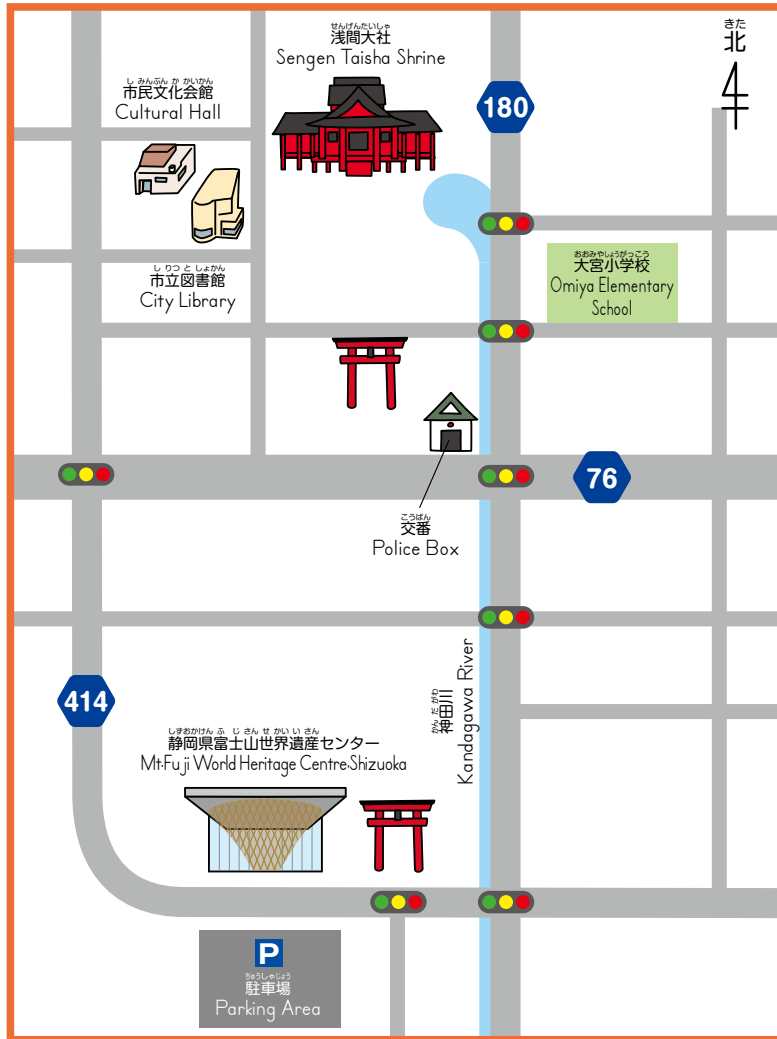 せんげんたいしゃ
浅間大社
Sengen Taisha Shrine
きた
北
し みんぶん か かいかん
市民文化会館
Cultural Hall
180
し りつ と しょかん
市立図書館
City Library
おおみやしょうがっこう
大宮小学校
Omiya Elementary
School
76
こうばん
交番
Police Box
414
かん だ がわ
神田川
Kandagawa River
しずおかけん ふ じ さん せ かい い さん
静岡県富士山世界遺産センター
Mt.Fuji World Heritage Centre,Shizuoka
P
ちゅうしゃじょう
駐車場
Parking Area